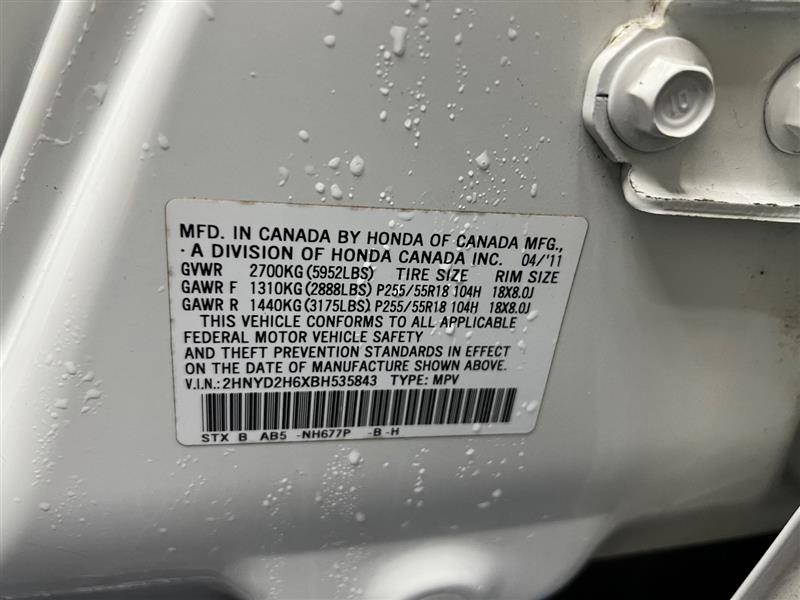 MFD. IN CANADA BY HONDA OF CANADA MFG.,
· A DIVISION OF HONDA CANADA INC. 04/'11
GVWR 2700KG (5952LBS) TIRE SIZE RIM SIZE
GAWR F 1310KG (2888LBS) P255/55R18 104H 18X8.0J
GAWR R 1440KG (3175LBS) P255/55R18 104H 18X8.0J
THIS VEHICLE CONFORMS TO ALL APPLICABLE
FEDERAL MOTOR VEHICLE SAFETY
AND THEFT PREVENTION STANDARDS IN EFFECT
ON THE DATE OF MANUFACTURE SHOWN ABOVE.
V.I.N.: 2HNYD2H6XBH535843 TYPE: MPV
STX B AB5 -NH677P -B -H